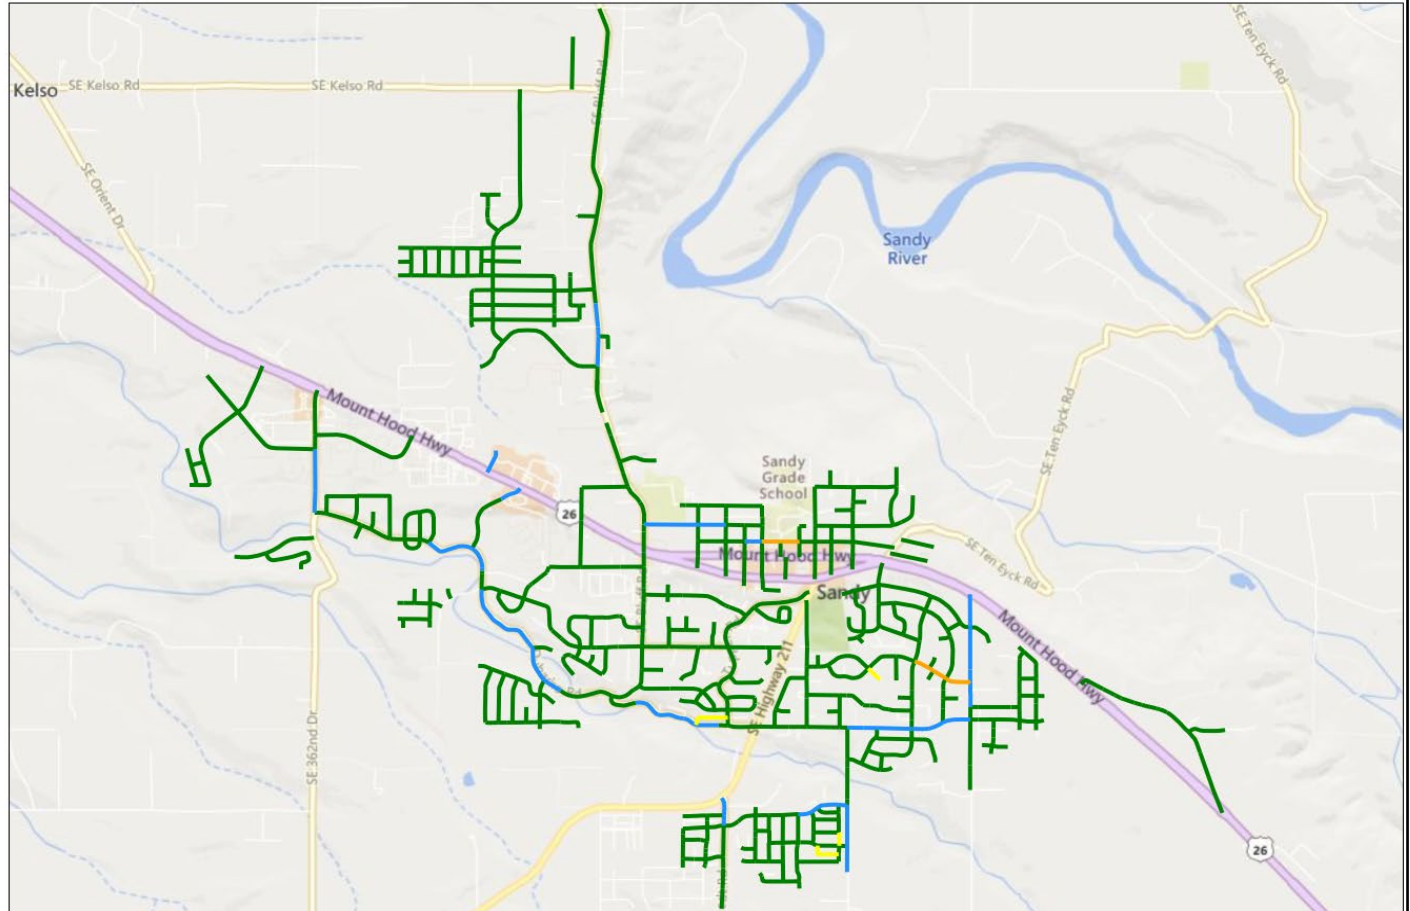 SE Ten Eyck Rd
Kelso
SE Kelso Rd
SE Kelso Rd
SE Bluff Rd
SE Orient Dr
Sandy
River
Mount Hood Hwy
SE Ten Eyck Rd
Sandy
Grade
School
26
Mount Hood Hwy
SE Ten Eyck Rd
Sandy
Mount Hood Hwy
SE Highway 211
SE 362nd Dr
26